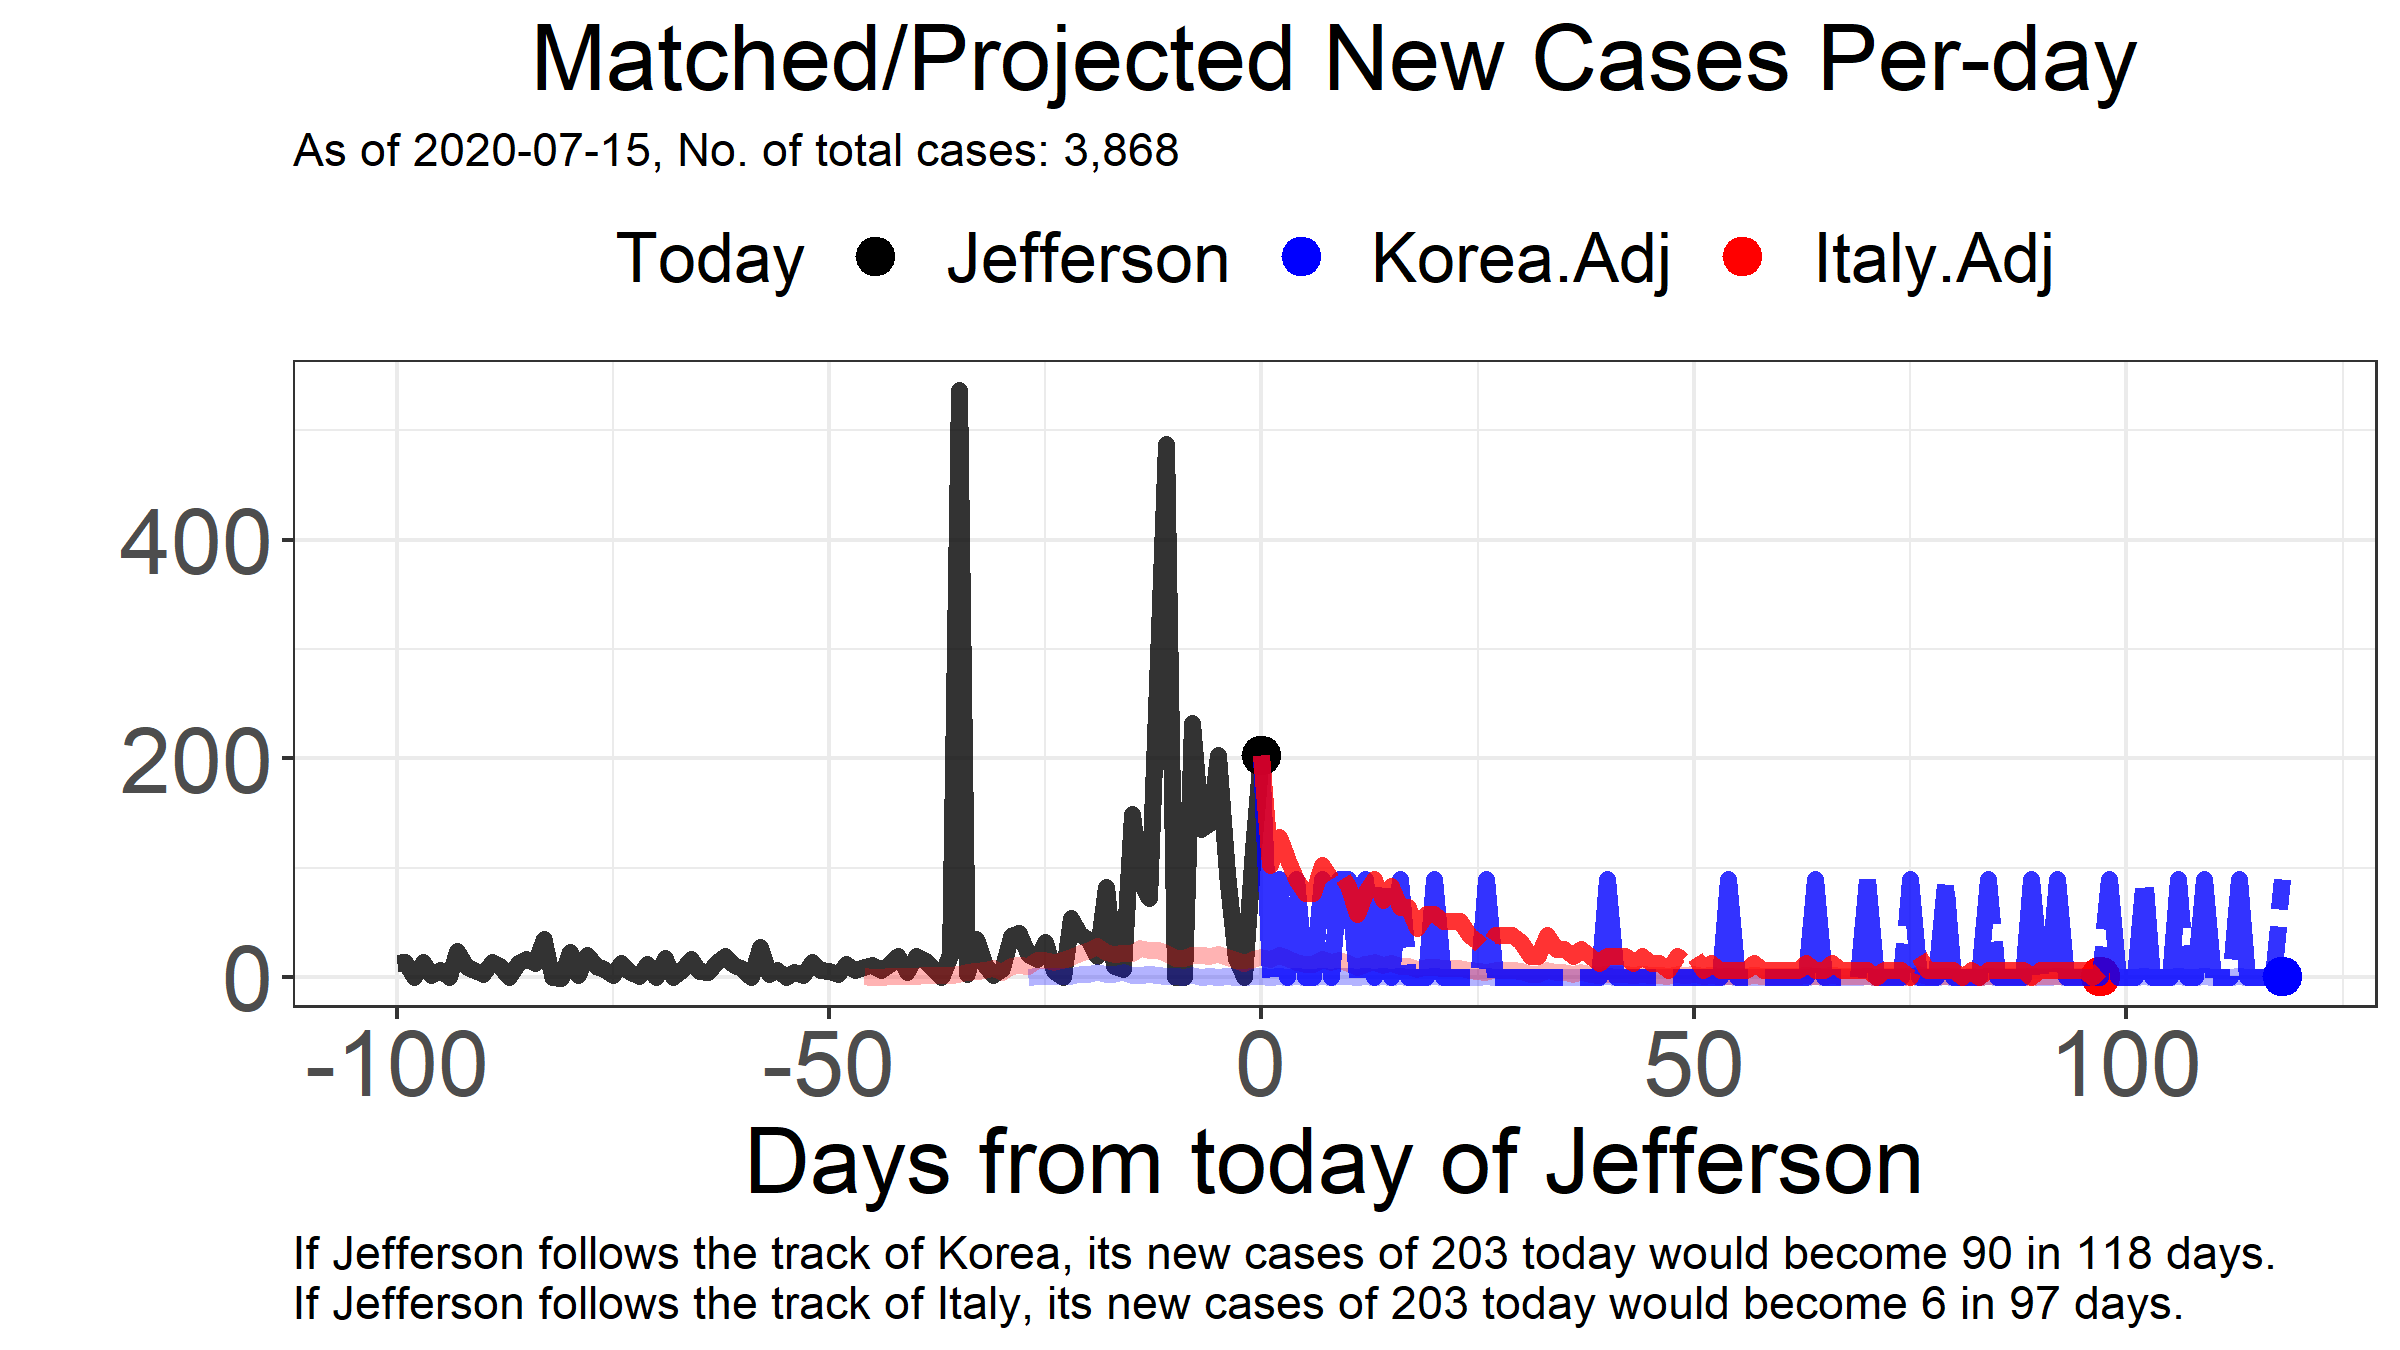 Matched/Projected New Cases Per-day
As of 2020-07-15, No. of total cases: 3,868
Today Jefferson Korea.Adj Italy.Adj
400
200
0
-100 -50 0 50 100
Days from today of Jefferson
If Jefferson follows the track of Korea, its new cases of 203 today would become 90 in 118 days.
If Jefferson follows the track of Italy, its new cases of 203 today would become 6 in 97 days.